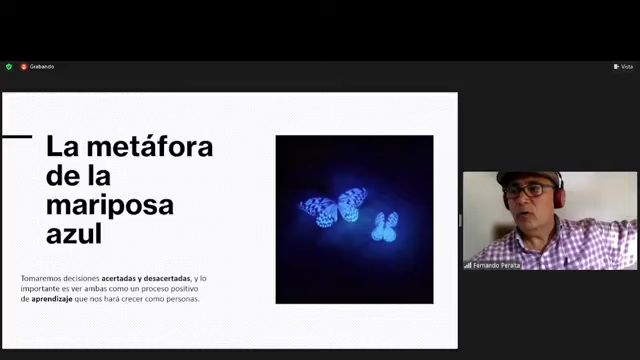 Grabando
Vista
La metáfora
de la
mariposa
azul
Tomaremos decisiones acertadas y desacertadas, y lo
importante es ver ambas como un proceso positivo
de aprendizaje que nos hará crecer como personas.
Fernando Peralta